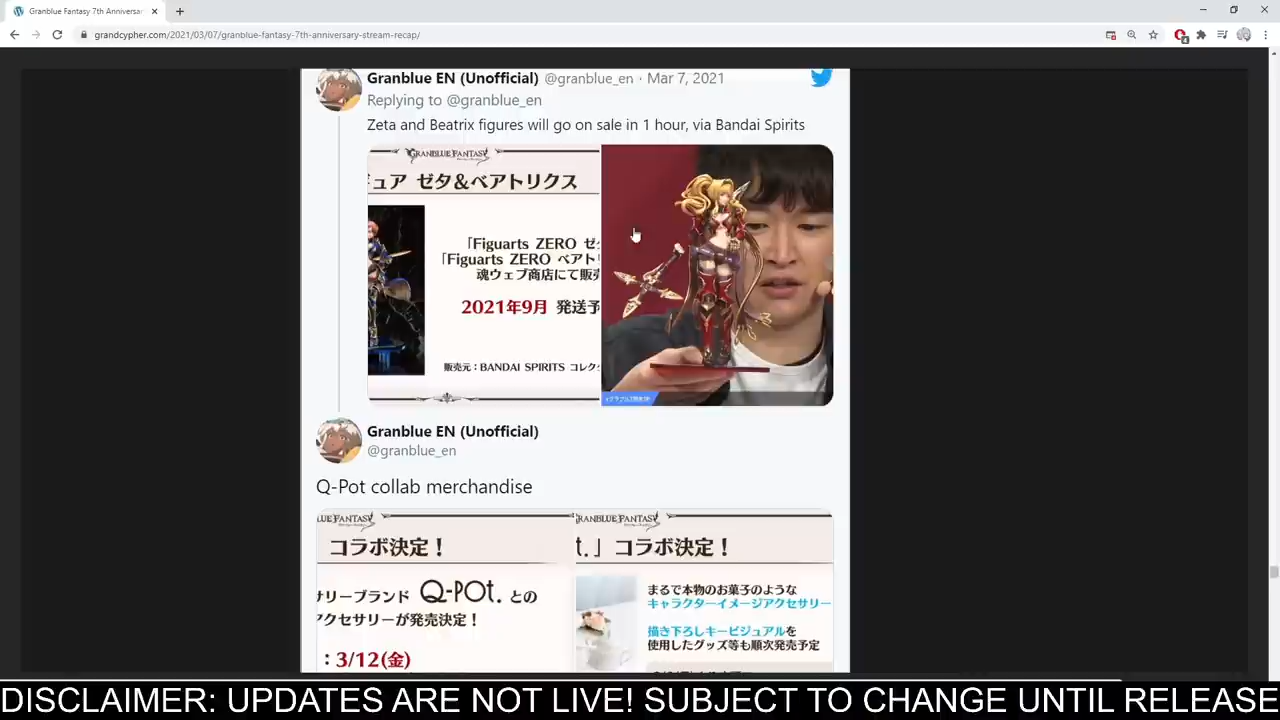 Granblue Fantasy 7th Anniversar
grandcypher.com/2021/03/07/granblue-fantasy-7th-anniversary-stream-recap/
Granblue EN (Unofficial) @granblue_en · Mar 7, 2021
Replying to @granblue_en
Zeta and Beatrix figures will go on sale in 1 hour, via Bandai Spirits
GRANBLUE FANTASY
ギュア ゼタ&ベアトリクス
「Figuarts ZERO ゼ
「Figuarts ZERO ベアト
魂ウェブ商店にて販売
2021年9月 発送予
販売元:BANDAI SPIRITS コレク
Granblue EN (Unofficial)
@granblue_en
Q-Pot collab merchandise
LUE FANTASY
コラボ決定!
サリーブランド Q-POt. との
アクセサリーが発売決定!
:3/12(金)
GRANBLUE FANTASY
t.」コラボ決定!
まるで本物のお菓子のような
キャラクターイメージアクセサリー
描き下ろしキービジュアルを
使用したグッズ等も順次発売予定
DISCLAIMER: UPDATES ARE NOT LIVE! SUBJECT TO CHANGE UNTIL RELEASE